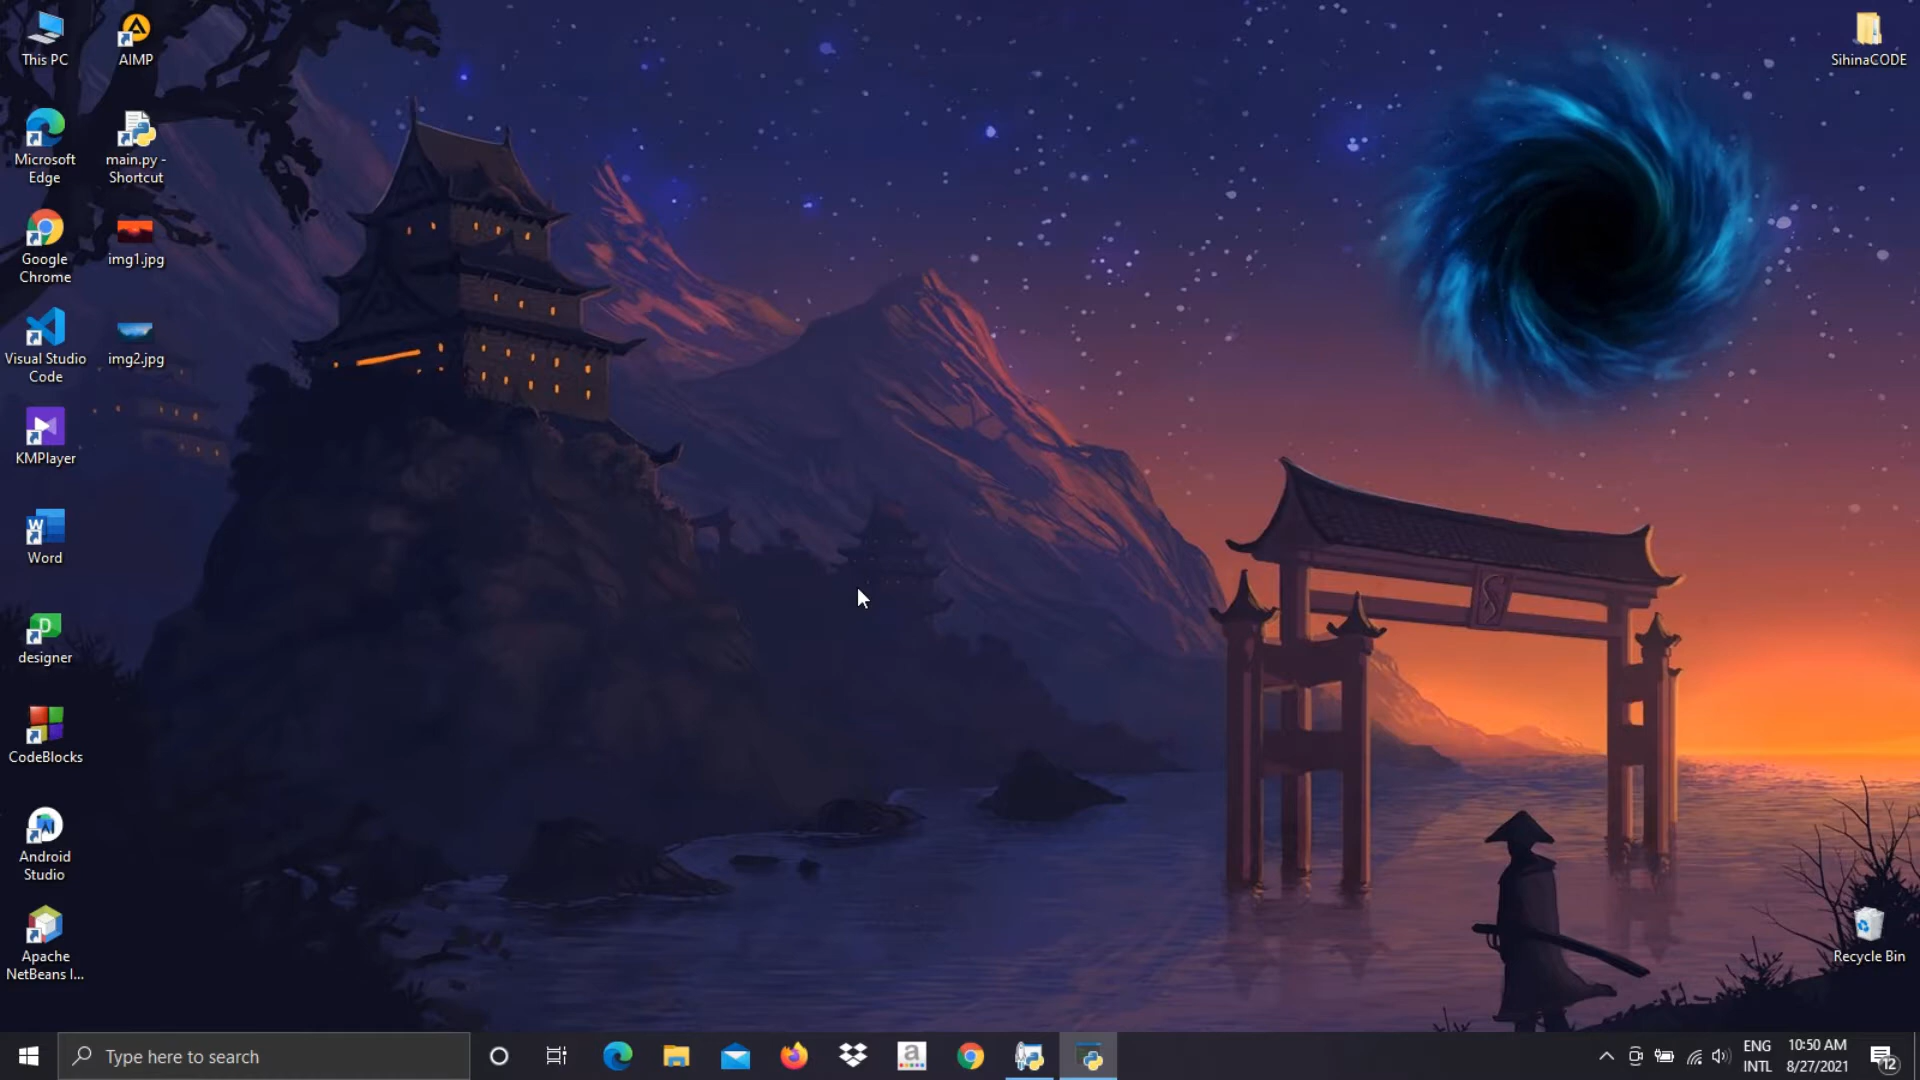 This PC
AIMP
SihinaCODE
Microsoft
Edge
main.py -
Shortcut
Google
Chrome
img1.jpg
Visual Studio
Code
img2.jpg
KMPlayer
Word
designer
CodeBlocks
Android
Studio
Apache
NetBeans I...
Recycle Bin
Type here to search
ENG
INTL
10:50 AM
8/27/2021
12